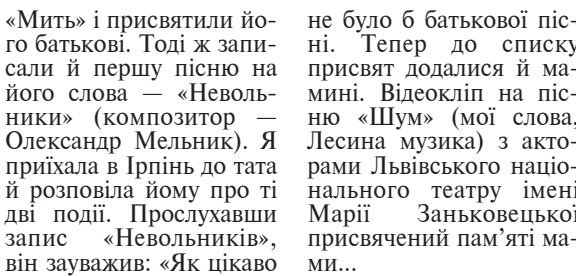 «Мить» і присвятили йо-
го батькові. Тоді ж запи-
сали й першу пісню на
його слова — «Неволь-
ники» (композитор —
Олександр Мельник). Я
приїхала в Ірпінь до тата
й розповіла йому про ті
дві події. Прослухавши
запис «Невольників»,
він зауважив: «Як цікаво
не було б батькової піс-
ні. Тепер до списку
присвят додалися й ма-
мині. Відеокліп на піс-
ню «Шум» (мої слова,
Лесина музика) з акто-
рами Львівського націо-
нального театру імені
Марії Заньковецької
присвячений пам’яті ма-
ми...